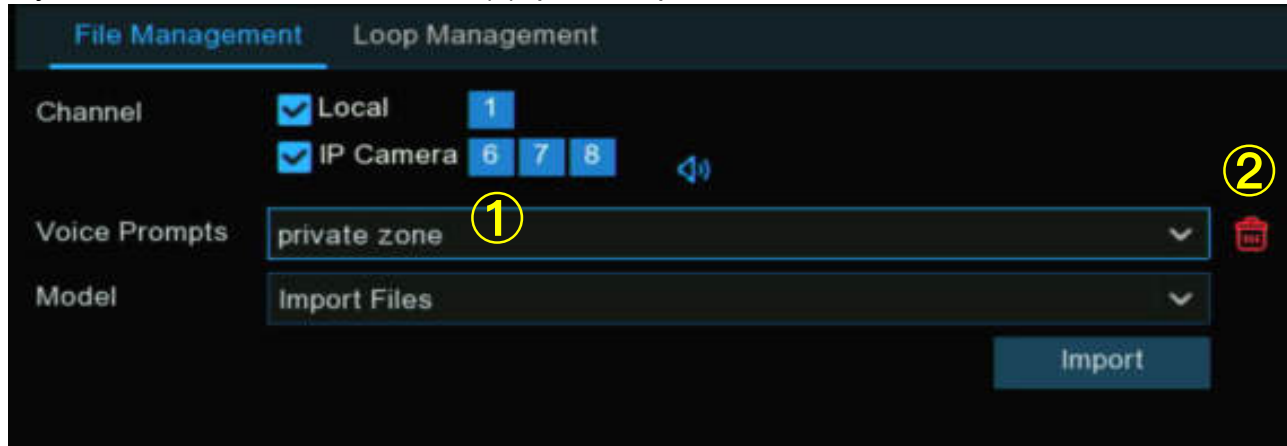 File Management Loop Management
Channel Local 1
IP Camera 6 7 8
②
①
Voice Prompts private zone
Model Import Files
Import